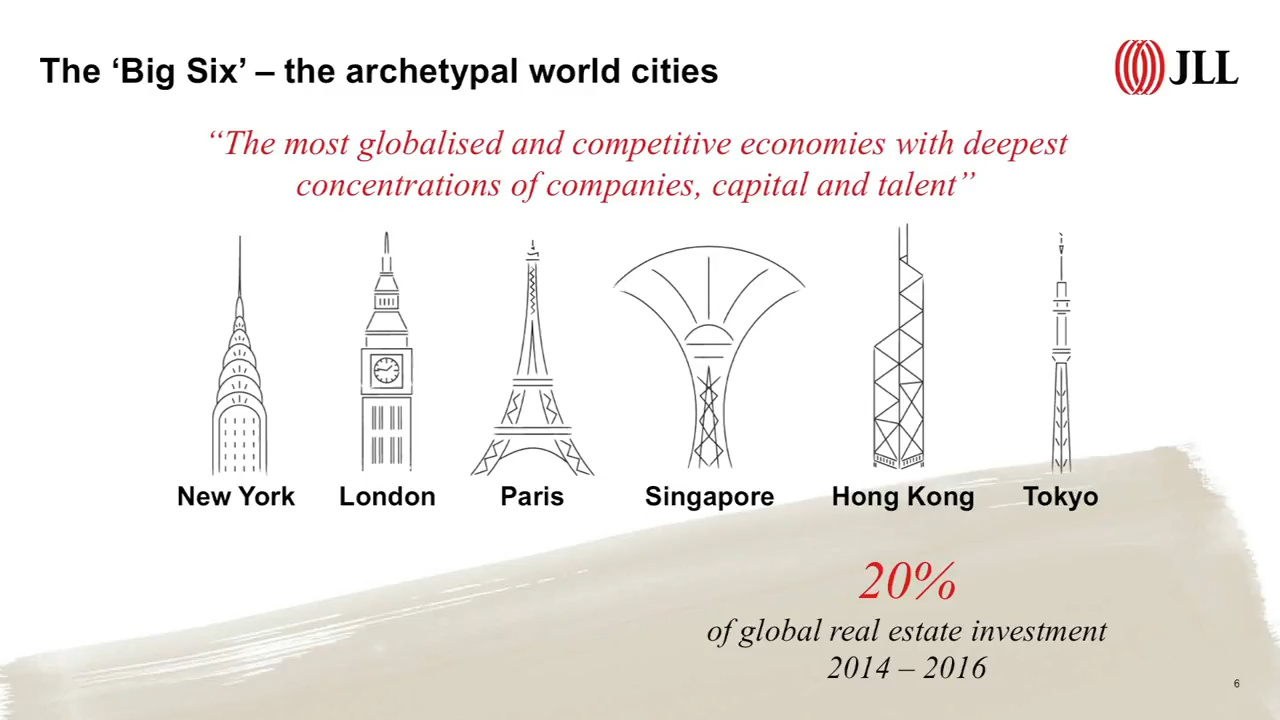 The ‘Big Six’ – the archetypal world cities
JLL
“The most globalised and competitive economies with deepest
concentrations of companies, capital and talent”
New York
London
Paris
Singapore
Hong Kong
Tokyo
20%
of global real estate investment
2014 – 2016
6